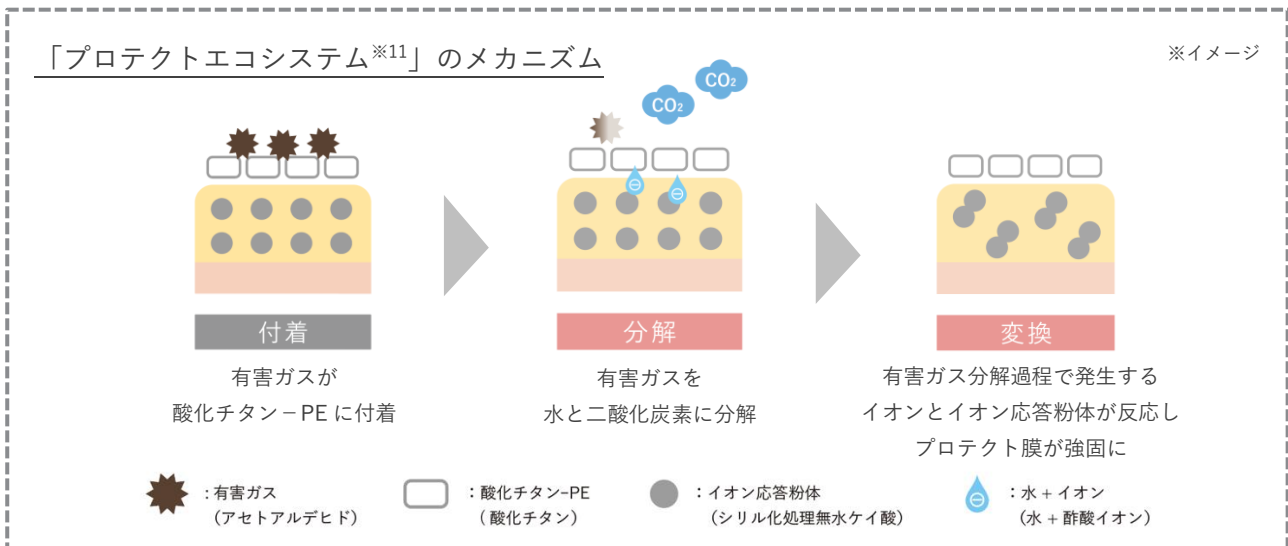 「プロテクトエコシステム※11」のメカニズム
※イメージ
CO₂
CO₂
付着
有害ガスが
酸化チタン－PE に付着
分解
有害ガスを
水と二酸化炭素に分解
変換
有害ガス分解過程で発生する
イオンとイオン応答粉体が反応し
プロテクト膜が強固に
：有害ガス
（アセトアルデヒド）
：酸化チタン-PE
（酸化チタン）
：イオン応答粉体
（シリル化処理無水ケイ酸）
：水 + イオン
（水 + 酢酸イオン）